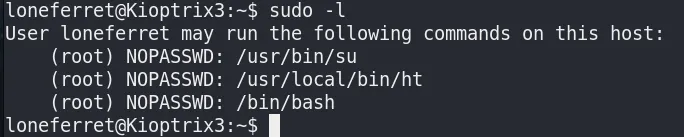 loneferret@Kioptrix3:~$ sudo -l
User loneferret may run the following commands on this host:
    (root) NOPASSWD: /usr/bin/su
    (root) NOPASSWD: /usr/local/bin/ht
    (root) NOPASSWD: /bin/bash
loneferret@Kioptrix3:~$